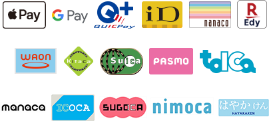 Pay G Pay QUICPay iD nanaco R Edy
WAON Kitaca Suica PASMO toICa
manaca ICOCA SUGOCA nimoca はやかけん